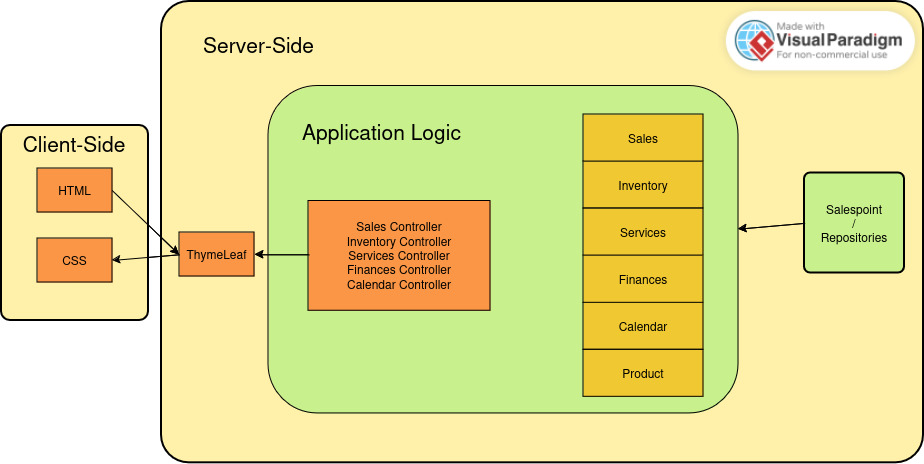 Server-Side
Made with
Visual Paradigm
For non-commercial use
Client-Side
HTML
CSS
ThymeLeaf
Application Logic
Sales Controller
Inventory Controller
Services Controller
Finances Controller
Calendar Controller
Sales
Inventory
Services
Finances
Calendar
Product
Salespoint
/
Repositories